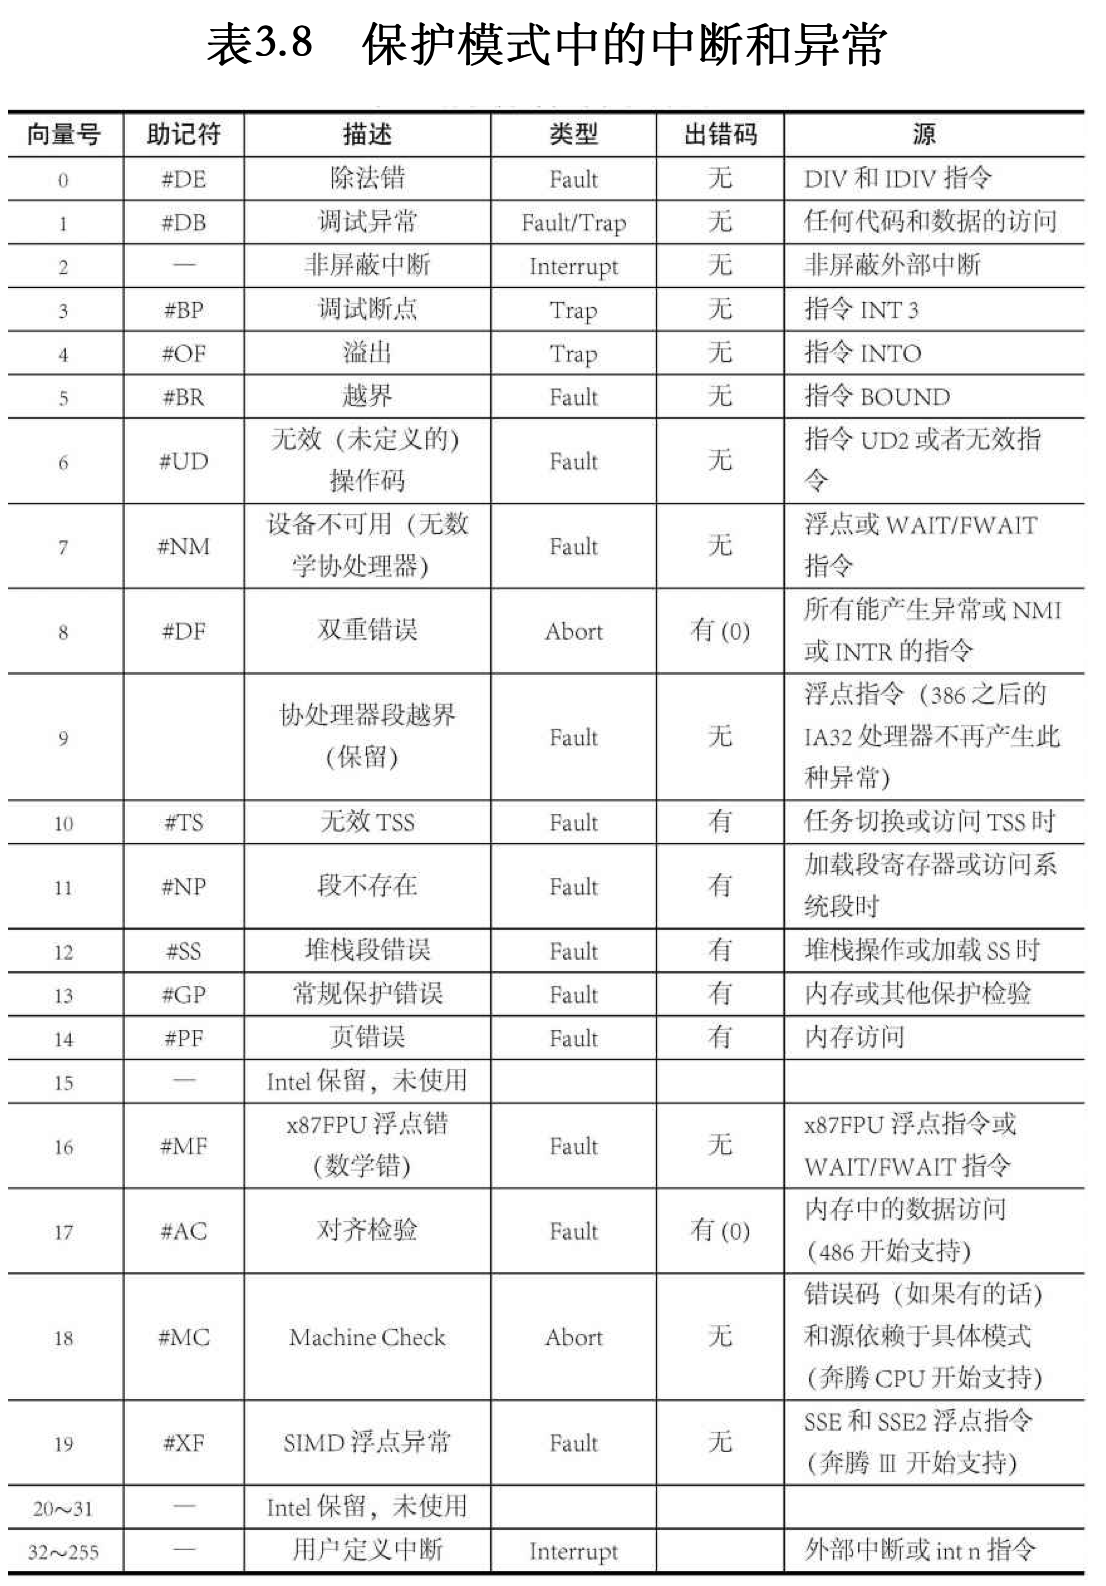 表3.8 保护模式中的中断和异常
向量号 助记符 描述 类型 出错码 源
0 #DE 除法错 Fault 无 DIV 和 IDIV 指令
1 #DB 调试异常 Fault/Trap 无 任何代码和数据的访问
2 — 非屏蔽中断 Interrupt 无 非屏蔽外部中断
3 #BP 调试断点 Trap 无 指令 INT 3
4 #OF 溢出 Trap 无 指令 INTO
5 #BR 越界 Fault 无 指令 BOUND
6 #UD 无效（未定义的）
操作码 Fault 无 指令 UD2 或者无效指
令
7 #NM 设备不可用（无数
学协处理器） Fault 无 浮点或 WAIT/FWAIT
指令
8 #DF 双重错误 Abort 有 (0) 所有能产生异常或 NMI
或 INTR 的指令
9 协处理器段越界
（保留） Fault 无 浮点指令（386 之后的
IA32 处理器不再产生此
种异常）
10 #TS 无效 TSS Fault 有 任务切换或访问 TSS 时
11 #NP 段不存在 Fault 有 加载段寄存器或访问系
统段时
12 #SS 堆栈段错误 Fault 有 堆栈操作或加载 SS 时
13 #GP 常规保护错误 Fault 有 内存或其他保护检验
14 #PF 页错误 Fault 有 内存访问
15 — Intel 保留，未使用
16 #MF x87FPU 浮点错
（数学错） Fault 无 x87FPU 浮点指令或
WAIT/FWAIT 指令
17 #AC 对齐检验 Fault 有 (0) 内存中的数据访问
（486 开始支持）
18 #MC Machine Check Abort 无 错误码（如果有的话）
和源依赖于具体模式
（奔腾 CPU 开始支持）
19 #XF SIMD 浮点异常 Fault 无 SSE 和 SSE2 浮点指令
（奔腾 Ⅲ 开始支持）
20～31 — Intel 保留，未使用
32～255 — 用户定义中断 Interrupt 外部中断或 int n 指令